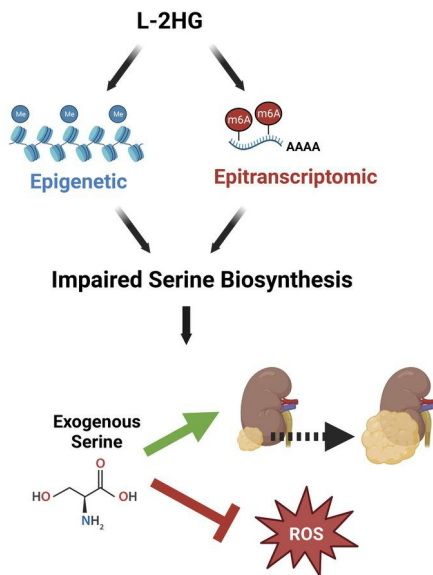 L-2HG
Me Me Me
m6A m6A
AAAA
Epigenetic
Epitranscriptomic
Impaired Serine Biosynthesis
Exogenous
Serine
O
HO OH
NH₂
ROS